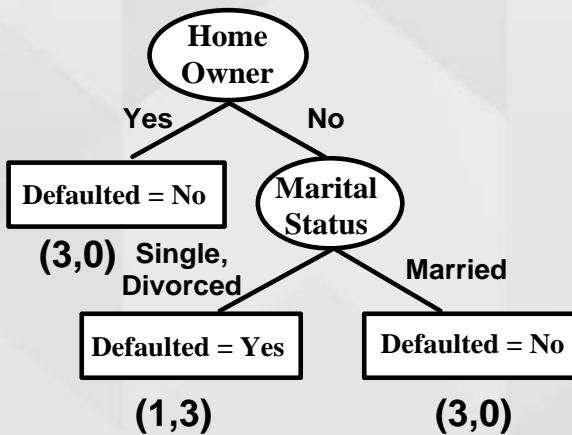 Home
Owner
Yes
No
Defaulted = No
Marital
Status
(3,0)
Single,
Divorced
Married
Defaulted = Yes
Defaulted = No
(1,3)
(3,0)